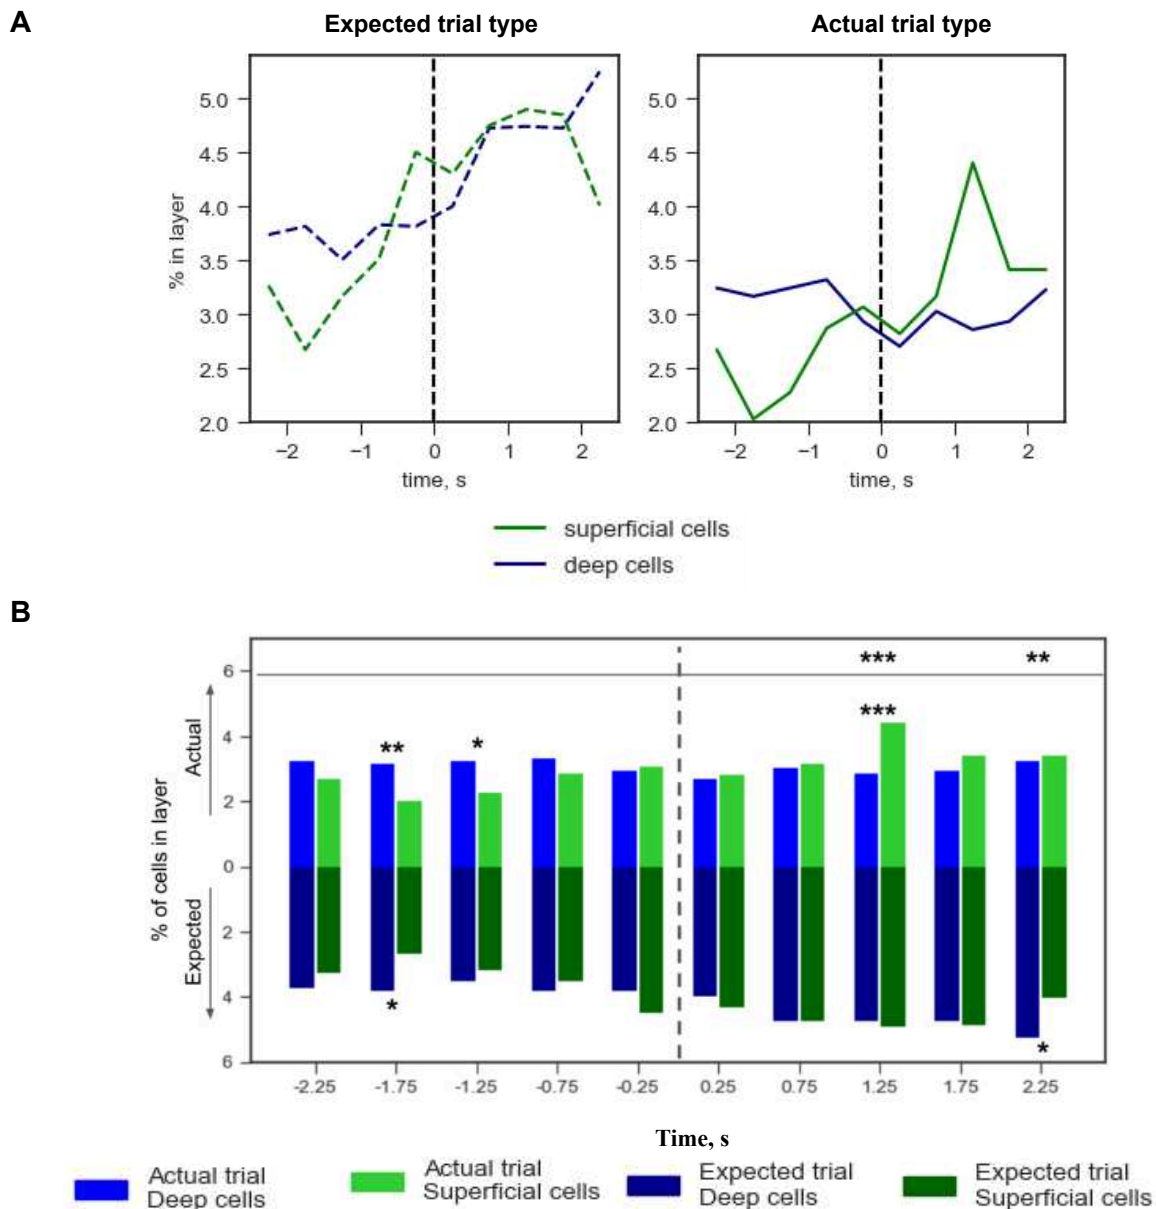 A
Expected trial type
Actual trial type
% in layer
5.0
4.5
4.0
3.5
3.0
2.5
2.0
−2 −1 0 1 2
time, s
5.0
4.5
4.0
3.5
3.0
2.5
2.0
−2 −1 0 1 2
time, s
superficial cells
deep cells
B
% of cells in layer
Actual
Expected
6
4
2
0
2
4
6
*** **
***
** *
* *
-2.25 -1.75 -1.25 -0.75 -0.25 0.25 0.75 1.25 1.75 2.25
Time, s
Actual trial
Deep cells
Actual trial
Superficial cells
Expected trial
Deep cells
Expected trial
Superficial cells